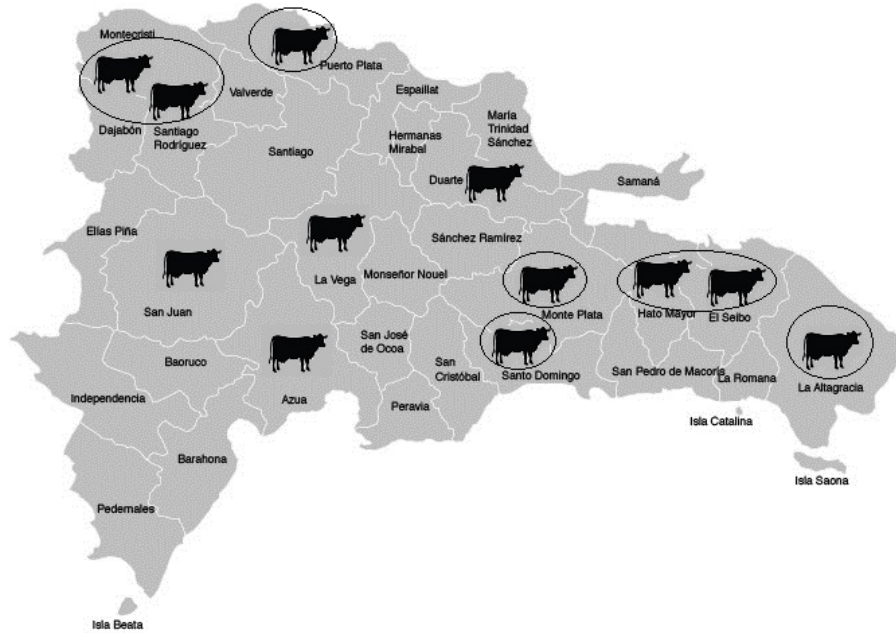 Montecristi
Puerto Plata
Valverde
Espaillat
Dajabón
Santiago
Rodríguez
Santiago
Hermanas
Mirabal
María
Trinidad
Sánchez
Duarte
Samaná
Elías Piña
Sánchez Ramírez
La Vega
Monseñor Nouel
San Juan
Monte Plata
Hato Mayor
El Seibo
San José
de Ocoa
Baoruco
San
Cristóbal
Santo Domingo
San Pedro de Macorís
La Romana
La Altagracia
Independencia
Azua
Peravia
Isla Catalina
Barahona
Isla Saona
Pedernales
Isla Beata